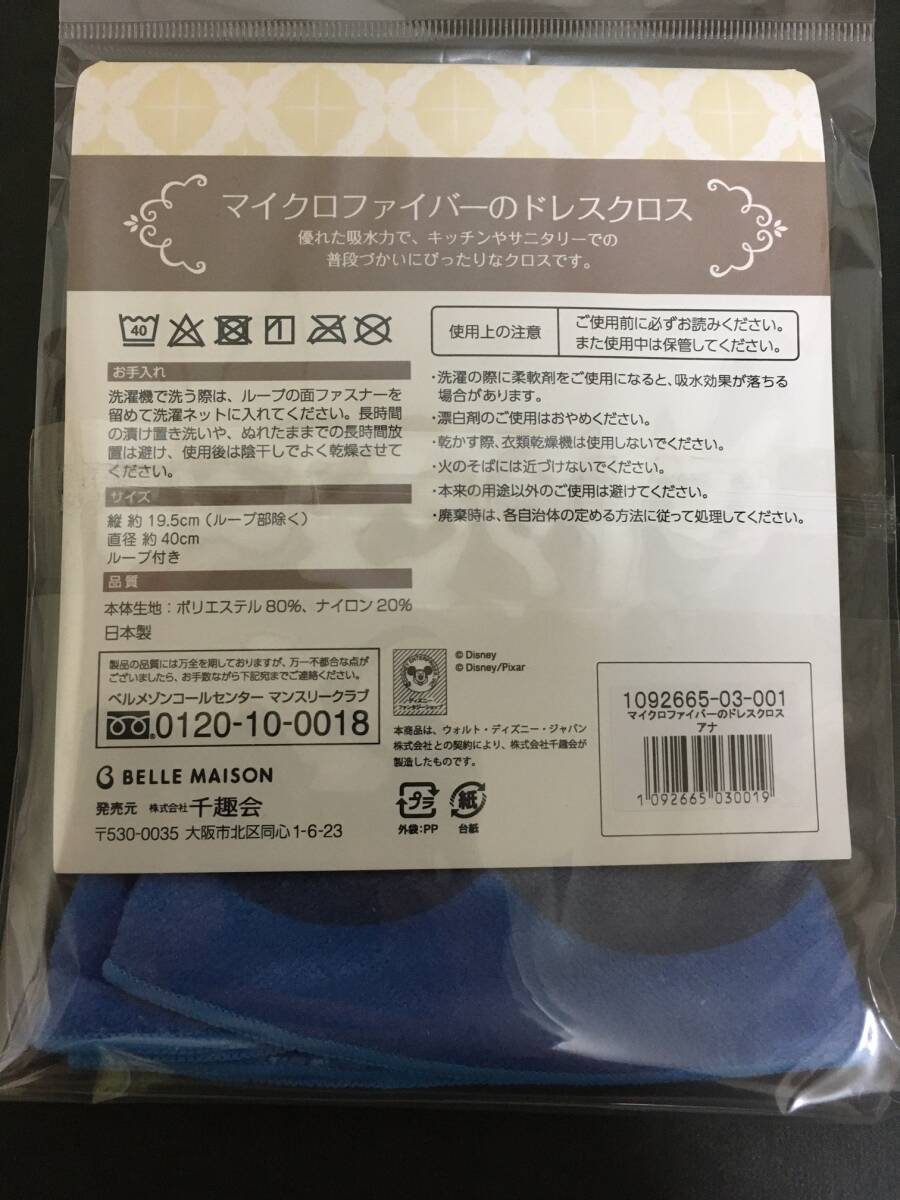 マイクロファイバーのドレスクロス
優れた吸水力で、キッチンやサニタリーでの
普段づかいにぴったりなクロスです。
40
お手入れ
洗濯機で洗う際は、ループの面ファスナーを
留めて洗濯ネットに入れてください。長時間
の漬け置き洗いや、ぬれたままでの長時間放
置は避け、使用後は陰干しでよく乾燥させて
ください。
サイズ
縦 約19.5cm（ループ部除く）
直径 約40cm
ループ付き
品質
本体生地：ポリエステル80%、ナイロン20%
日本製
使用上の注意
ご使用前に必ずお読みください。
また使用中は保管してください。
・洗濯の際に柔軟剤をご使用になると、吸水効果が落ちる
場合があります。
・漂白剤のご使用はおやめください。
・乾かす際、衣類乾燥機は使用しないでください。
・火のそばには近づけないでください。
・本来の用途以外のご使用は避けてください。
・廃棄時は、各自治体の定める方法に従って処理してください。
製品の品質には万全を期しておりますが、万一不都合な点が
ございましたら、お手数ながら下記宛までご連絡ください。
ベルメゾンコールセンター マンスリークラブ
0120-10-0018
BELLE MAISON
発売元 株式会社 千趣会
〒530-0035 大阪市北区同心1-6-23
© Disney
© Disney/Pixar
本商品は、ウォルト・ディズニー・ジャパン
株式会社との契約により、株式会社千趣会が
製造したものです。
プラ
外袋：PP
紙
台紙
1092665-03-001
マイクロファイバーのドレスクロス
アナ
1 092665 030019